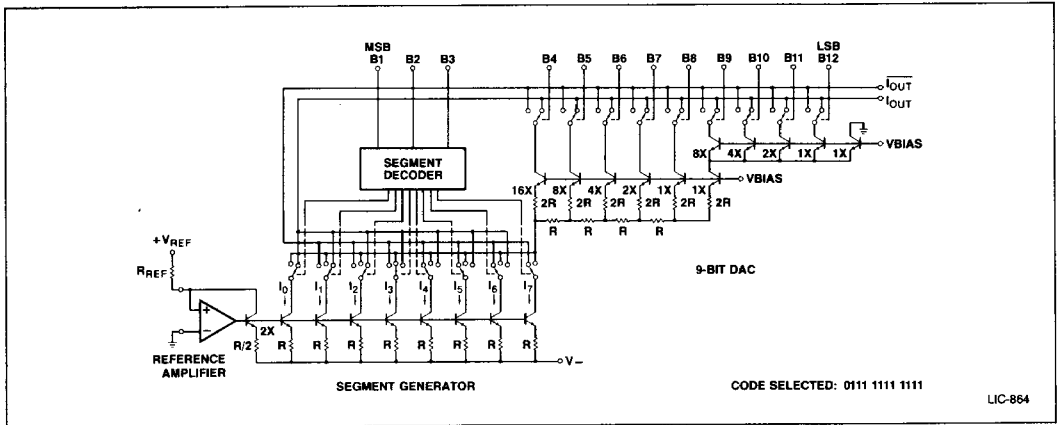 MSB LSB
B1 B2 B3 B4 B5 B6 B7 B8 B9 B10 B11 B12
IOUT
IOUT
VBIAS
8X 4X 2X 1X 1X
SEGMENT
DECODER
VBIAS
16X 8X 4X 2X 1X 1X
2R 2R 2R 2R 2R 2R
R R R R
+VREF
RREF
9-BIT DAC
I0 I1 I2 I3 I4 I5 I6 I7
+
−
2X
R/2 R R R R R R R R
REFERENCE
AMPLIFIER
V−
SEGMENT GENERATOR
CODE SELECTED: 0111 1111 1111
LIC-864